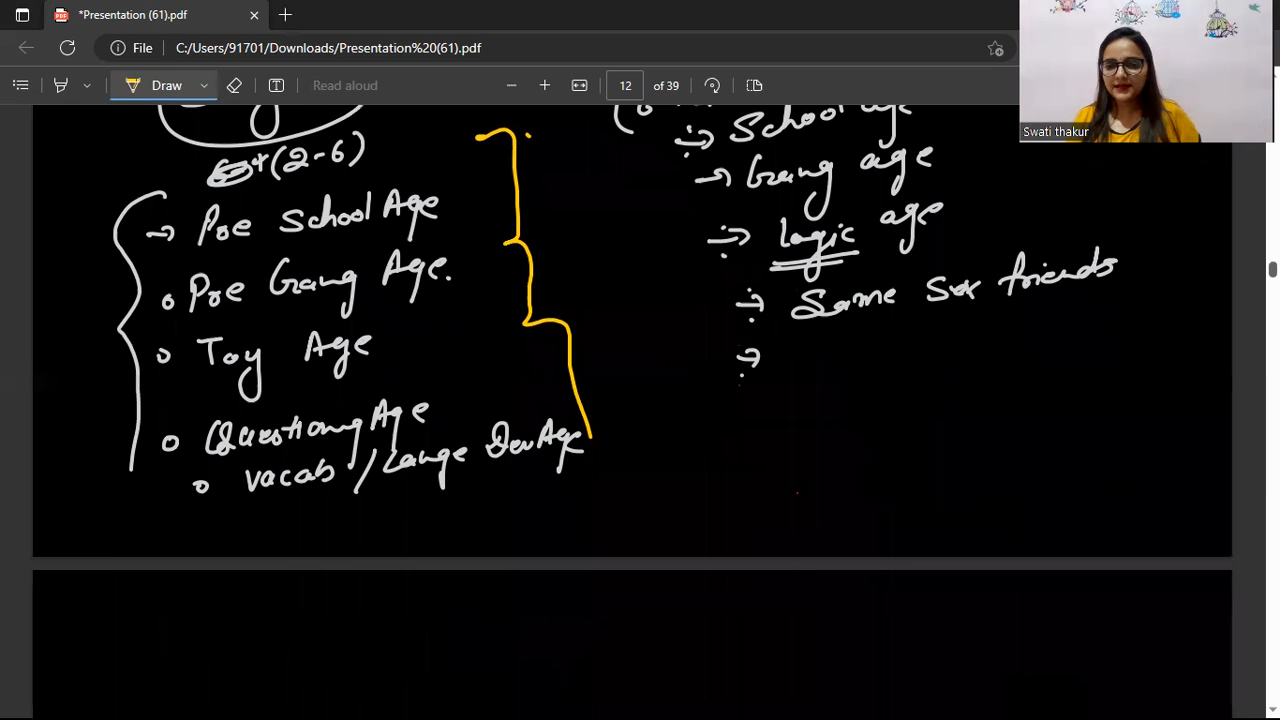 *Presentation (61).pdf
File C:/Users/91701/Downloads/Presentation%20(61).pdf
Draw Read aloud 12 of 39
Swati thakur
(2-6)
→ Pre School Age
Pre Gang Age.
Toy Age
Questioning Age
vacab / Lange Dev Age
→ School age
→ Gang age
→ Logic age
→ Same Sex friends
→